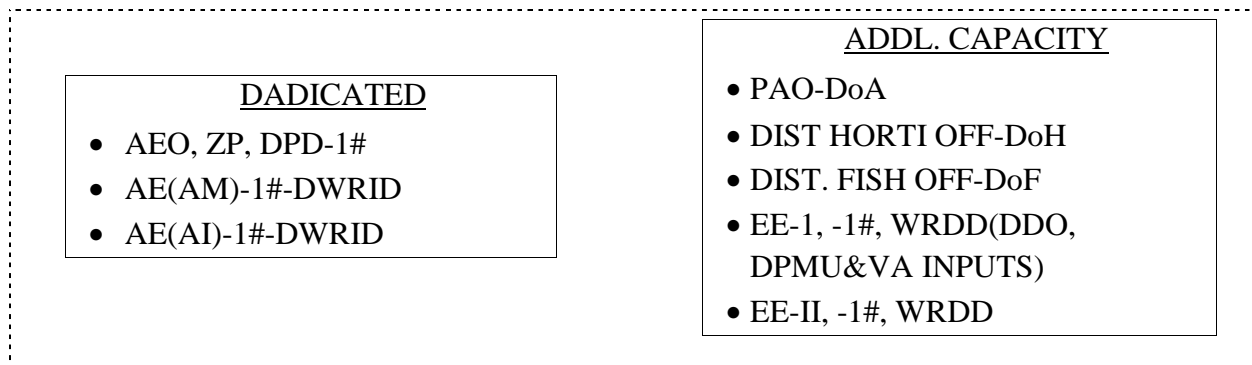 DADICATED
• AEO, ZP, DPD-1#
• AE(AM)-1#-DWRID
• AE(AI)-1#-DWRID
ADDL. CAPACITY
• PAO-DoA
• DIST HORTI OFF-DoH
• DIST. FISH OFF-DoF
• EE-1, -1#, WRDD(DDO,
DPMU&VA INPUTS)
• EE-II, -1#, WRDD